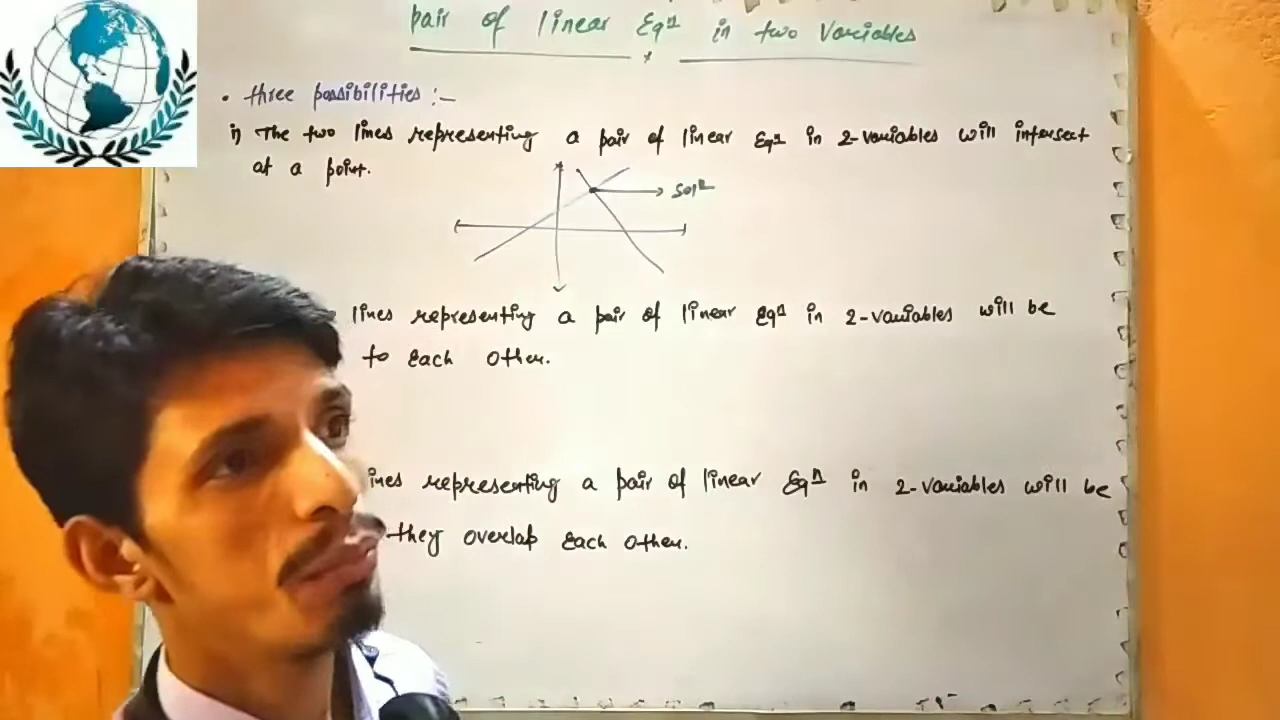 pair of linear Eqn in two Variables
• three possibilities :-
i) The two lines representing a pair of linear Eqn in 2-variables will intersect
at a point.
Soln
lines representing a pair of linear Eqn in 2-variables will be
to each other.
ines representing a pair of linear Eqn in 2-variables will be
they overlap each other.